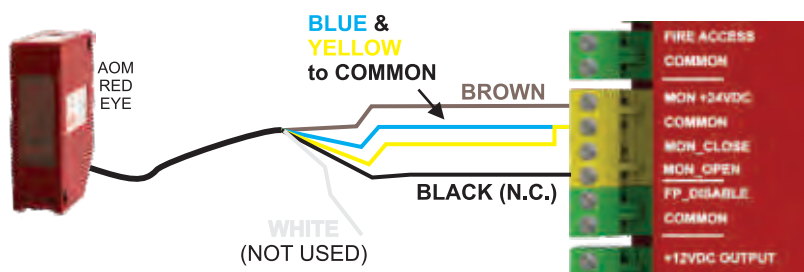 BLUE &
YELLOW
to COMMON
AOM
RED
EYE
BROWN
BLACK (N.C.)
WHITE
(NOT USED)
FIRE ACCESS
COMMON
MON +24VDC
COMMON
MON_CLOSE
MON_OPEN
FP_DISABLE
COMMON
+12VDC OUTPUT